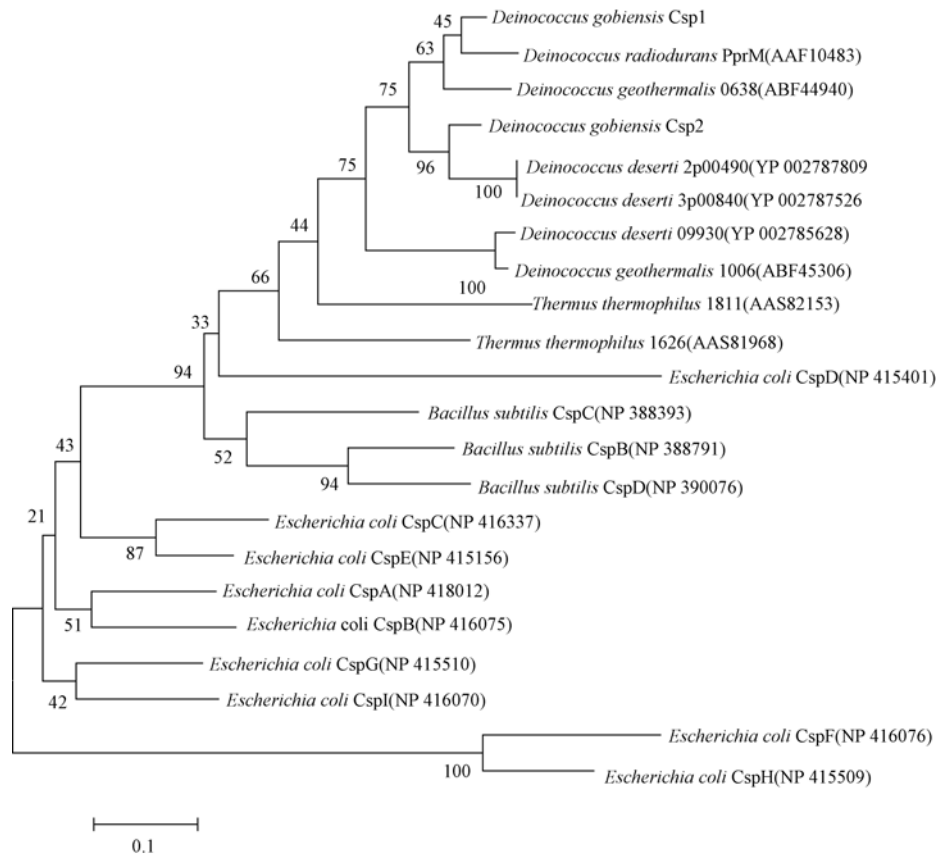 45
Deinococcus gobiensis Csp1
63
Deinococcus radiodurans PprM(AAF10483)
75
Deinococcus geothermalis 0638(ABF44940)
Deinococcus gobiensis Csp2
75
96
Deinococcus deserti 2p00490(YP 002787809
100
Deinococcus deserti 3p00840(YP 002787526
44
Deinococcus deserti 09930(YP 002785628)
66
100
Deinococcus geothermalis 1006(ABF45306)
Thermus thermophilus 1811(AAS82153)
33
Thermus thermophilus 1626(AAS81968)
94
Escherichia coli CspD(NP 415401)
Bacillus subtilis CspC(NP 388393)
43
52
Bacillus subtilis CspB(NP 388791)
94
Bacillus subtilis CspD(NP 390076)
21
Escherichia coli CspC(NP 416337)
87
Escherichia coli CspE(NP 415156)
Escherichia coli CspA(NP 418012)
51
Escherichia coli CspB(NP 416075)
Escherichia coli CspG(NP 415510)
42
Escherichia coli CspI(NP 416070)
Escherichia coli CspF(NP 416076)
100
Escherichia coli CspH(NP 415509)
0.1